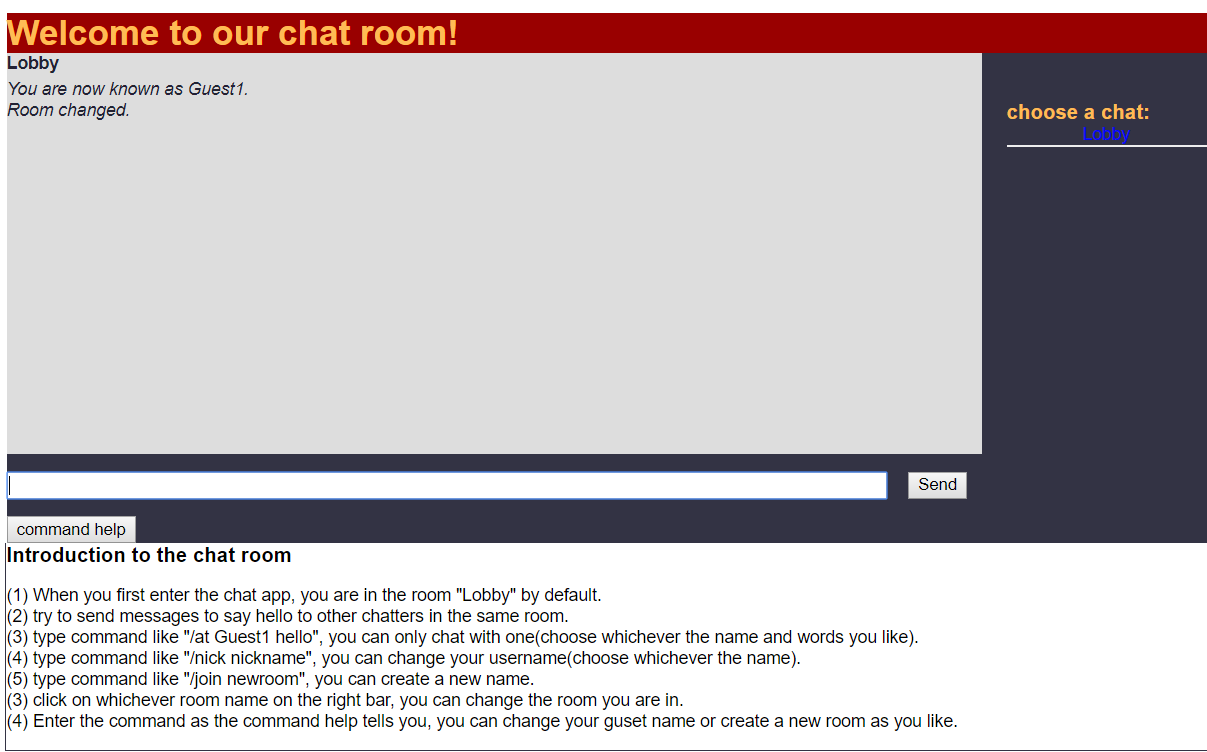 Welcome to our chat room!
Lobby
You are now known as Guest1.
Room changed.
choose a chat:
Lobby
Send
command help
Introduction to the chat room
(1) When you first enter the chat app, you are in the room "Lobby" by default.
(2) try to send messages to say hello to other chatters in the same room.
(3) type command like "/at Guest1 hello", you can only chat with one(choose whichever the name and words you like).
(4) type command like "/nick nickname", you can change your username(choose whichever the name).
(5) type command like "/join newroom", you can create a new name.
(3) click on whichever room name on the right bar, you can change the room you are in.
(4) Enter the command as the command help tells you, you can change your guset name or create a new room as you like.